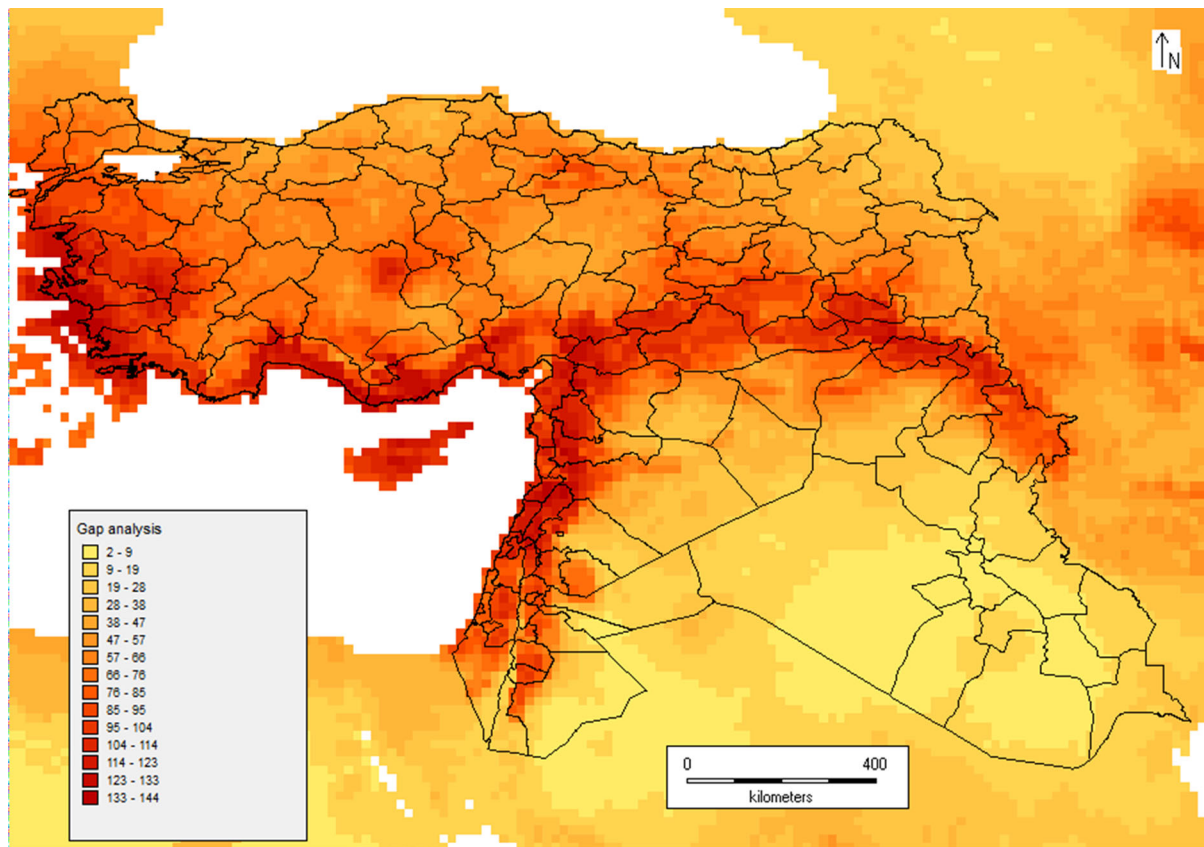 N
Gap analysis
2 - 9
9 - 19
19 - 28
28 - 38
38 - 47
47 - 57
57 - 66
66 - 76
76 - 85
85 - 95
95 - 104
104 - 114
114 - 123
123 - 133
133 - 144
0 400
kilometers